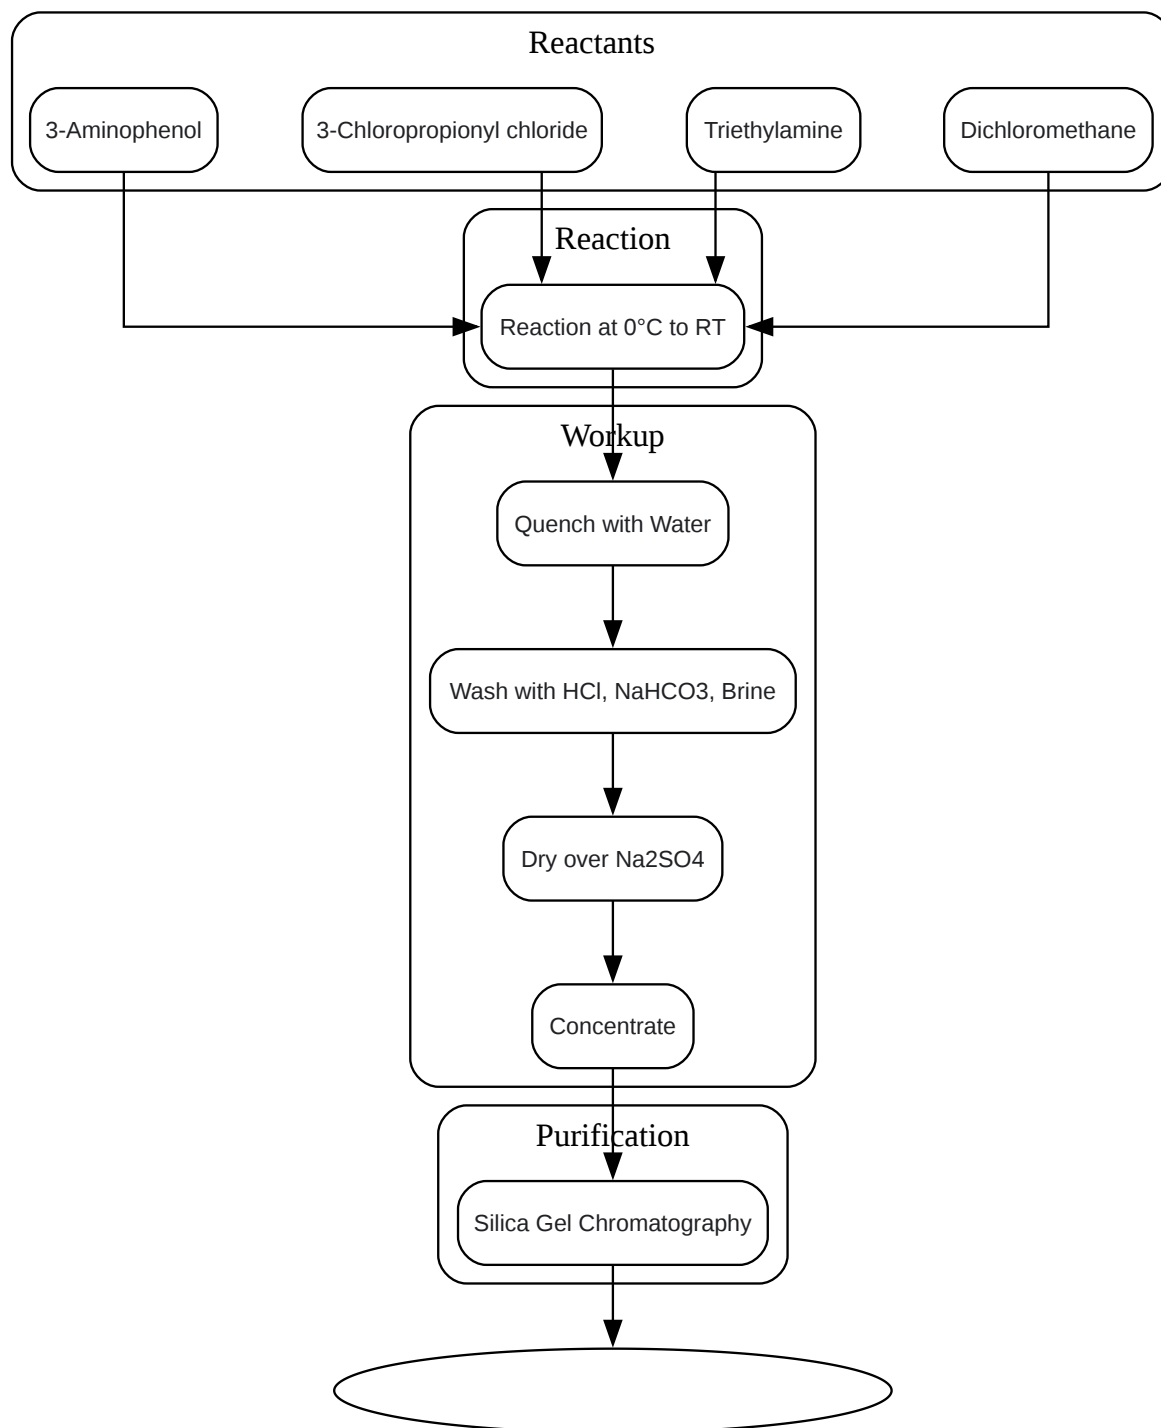 Reactants
3-Aminophenol
3-Chloropropionyl chloride
Triethylamine
Dichloromethane
Reaction
Reaction at 0°C to RT
Workup
Quench with Water
Wash with HCl, NaHCO3, Brine
Dry over Na2SO4
Concentrate
Purification
Silica Gel Chromatography